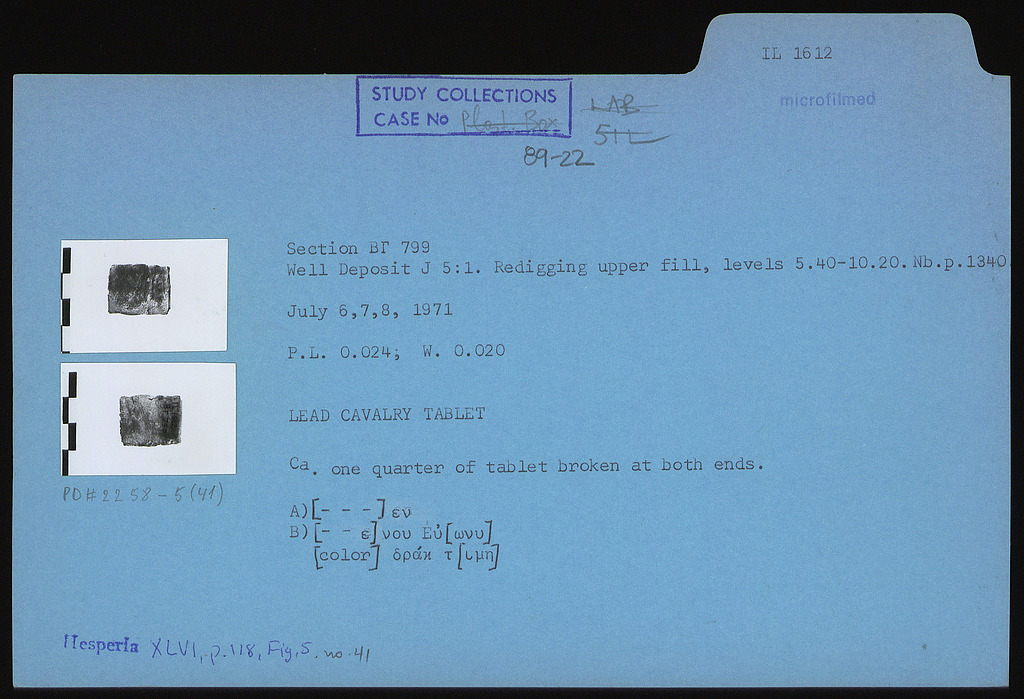 IL 1612
microfilmed
STUDY COLLECTIONS
CASE No Plast. Box
LAB
89-22
Section ΒΓ 799
Well Deposit J 5:1. Redigging upper fill, levels 5.40-10.20. Nb.p.1340
July 6,7,8, 1971
P.L. 0.024; W. 0.020
LEAD CAVALRY TABLET
Ca. one quarter of tablet broken at both ends.
PD# 2258-5(41)
A)[- - -] εν
B)[- - ε]νου Εὐ[ωνυ]
[color] δράκ τ[ιμη]
Hesperia XLVI, p.118, Fig.5. no.41